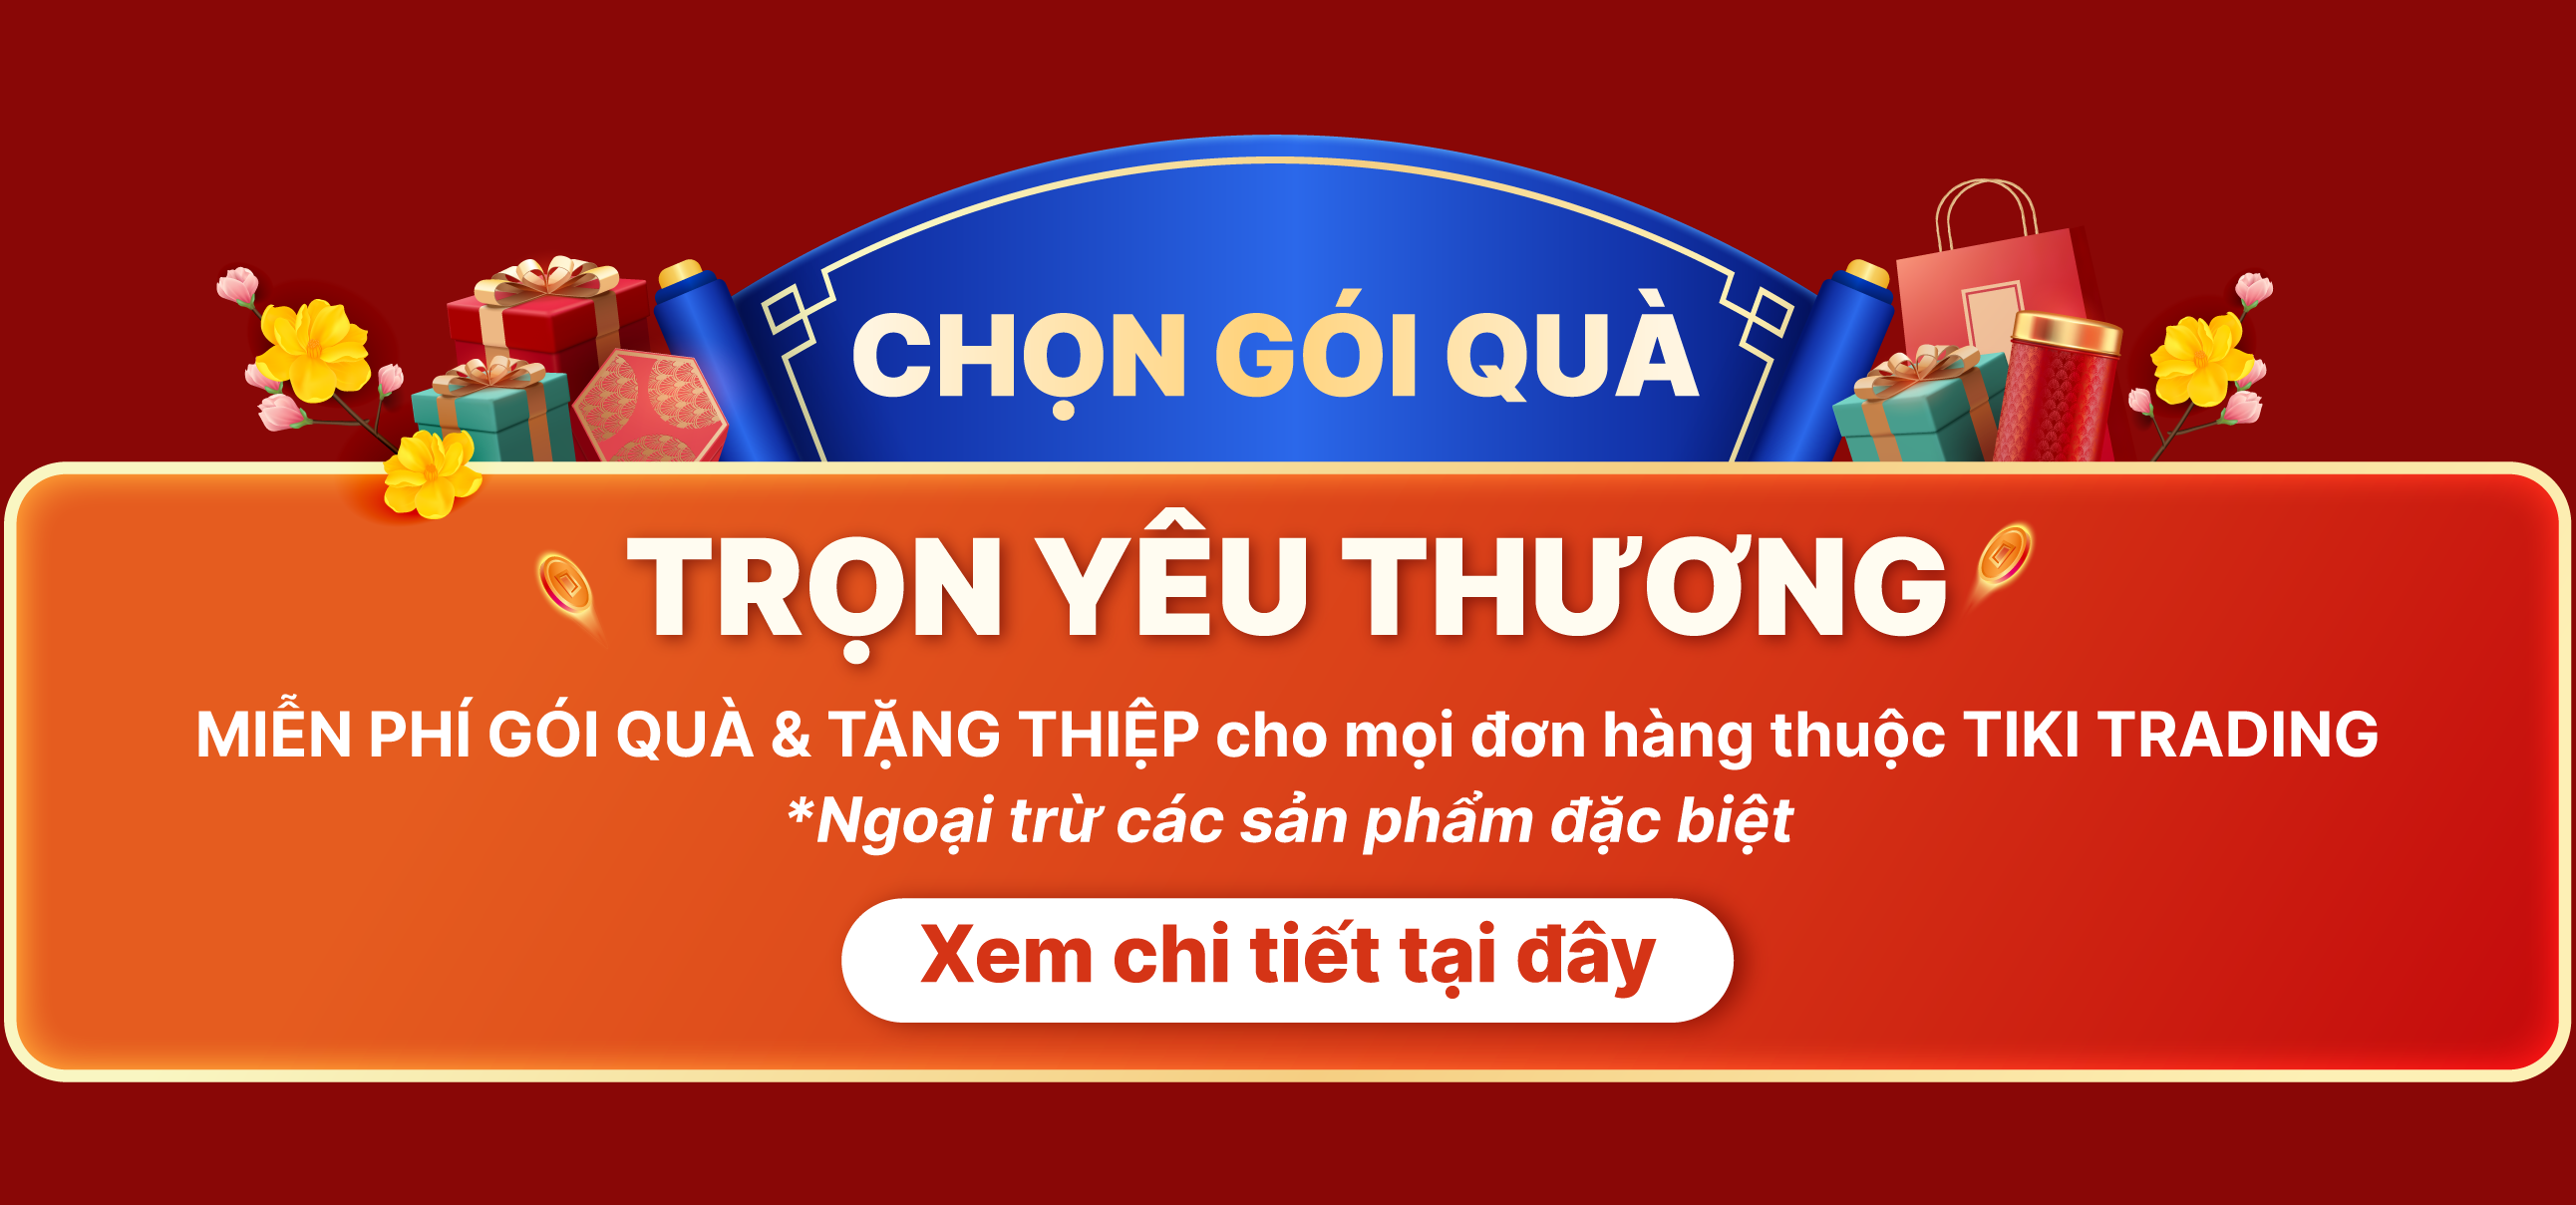 CHỌN GÓI QUÀ
TRỌN YÊU THƯƠNG
MIỄN PHÍ GÓI QUÀ & TẶNG THIỆP cho mọi đơn hàng thuộc TIKI TRADING
*Ngoại trừ các sản phẩm đặc biệt
Xem chi tiết tại đây